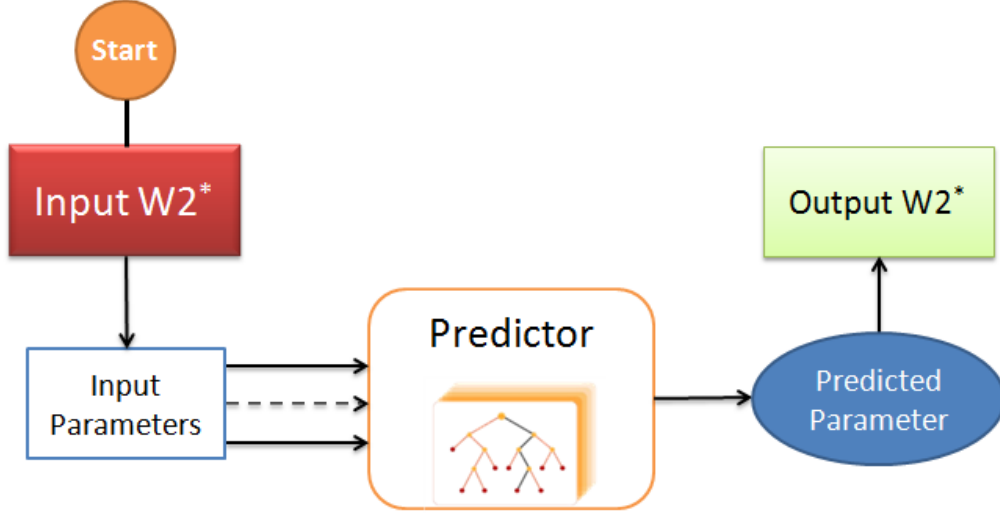 Start
Input W2*
Input
Parameters
Predictor
Predicted
Parameter
Output W2*